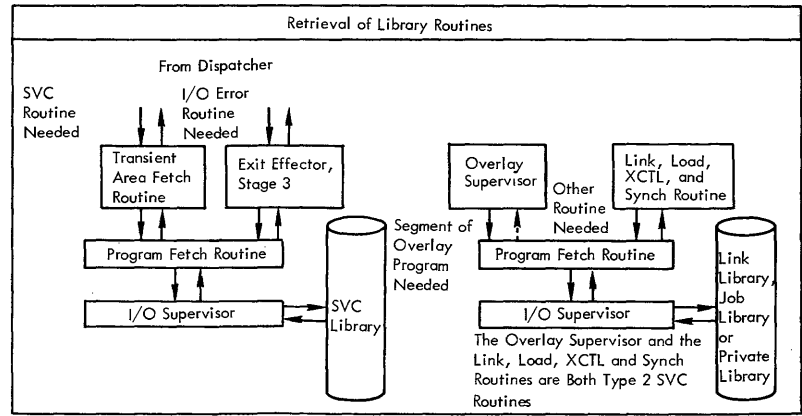 Retrieval of Library Routines
From Dispatcher
SVC
Routine
Needed
I/O Error
Routine
Needed
Transient
Area Fetch
Routine
Exit Effector,
Stage 3
Program Fetch Routine
I/O Supervisor
SVC
Library
Overlay
Supervisor
Link, Load,
XCTL, and
Synch Routine
Other
Routine
Needed
Segment of
Overlay
Program
Needed
Program Fetch Routine
I/O Supervisor
Link
Library,
Job
Library
or
Private
Library
The Overlay Supervisor and the
Link, Load, XCTL and Synch
Routines are Both Type 2 SVC
Routines